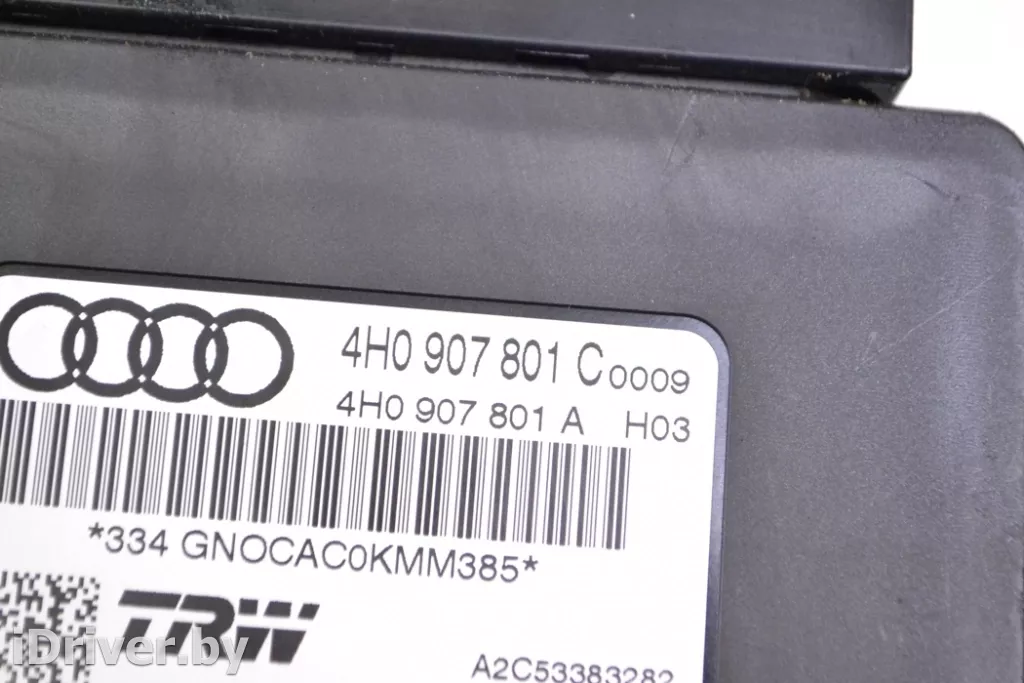 4H0 907 801 C 0009
4H0 907 801 A H03
*334 GNOCAC0KMM385*
TRW
A2C53383282
iDriver.by